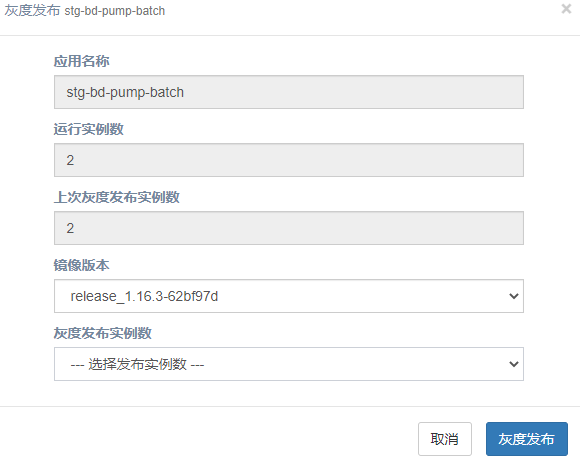 灰度发布 stg-bd-pump-batch ×
应用名称
stg-bd-pump-batch
运行实例数
2
上次灰度发布实例数
2
镜像版本
release_1.16.3-62bf97d
灰度发布实例数
--- 选择发布实例数 ---
取消 灰度发布